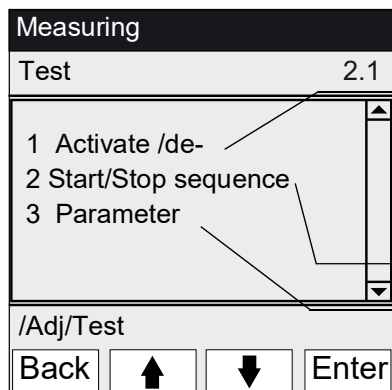 Measuring
Test 2.1
1 Activate /de-
2 Start/Stop sequence
3 Parameter
/Adj/Test
Back Enter